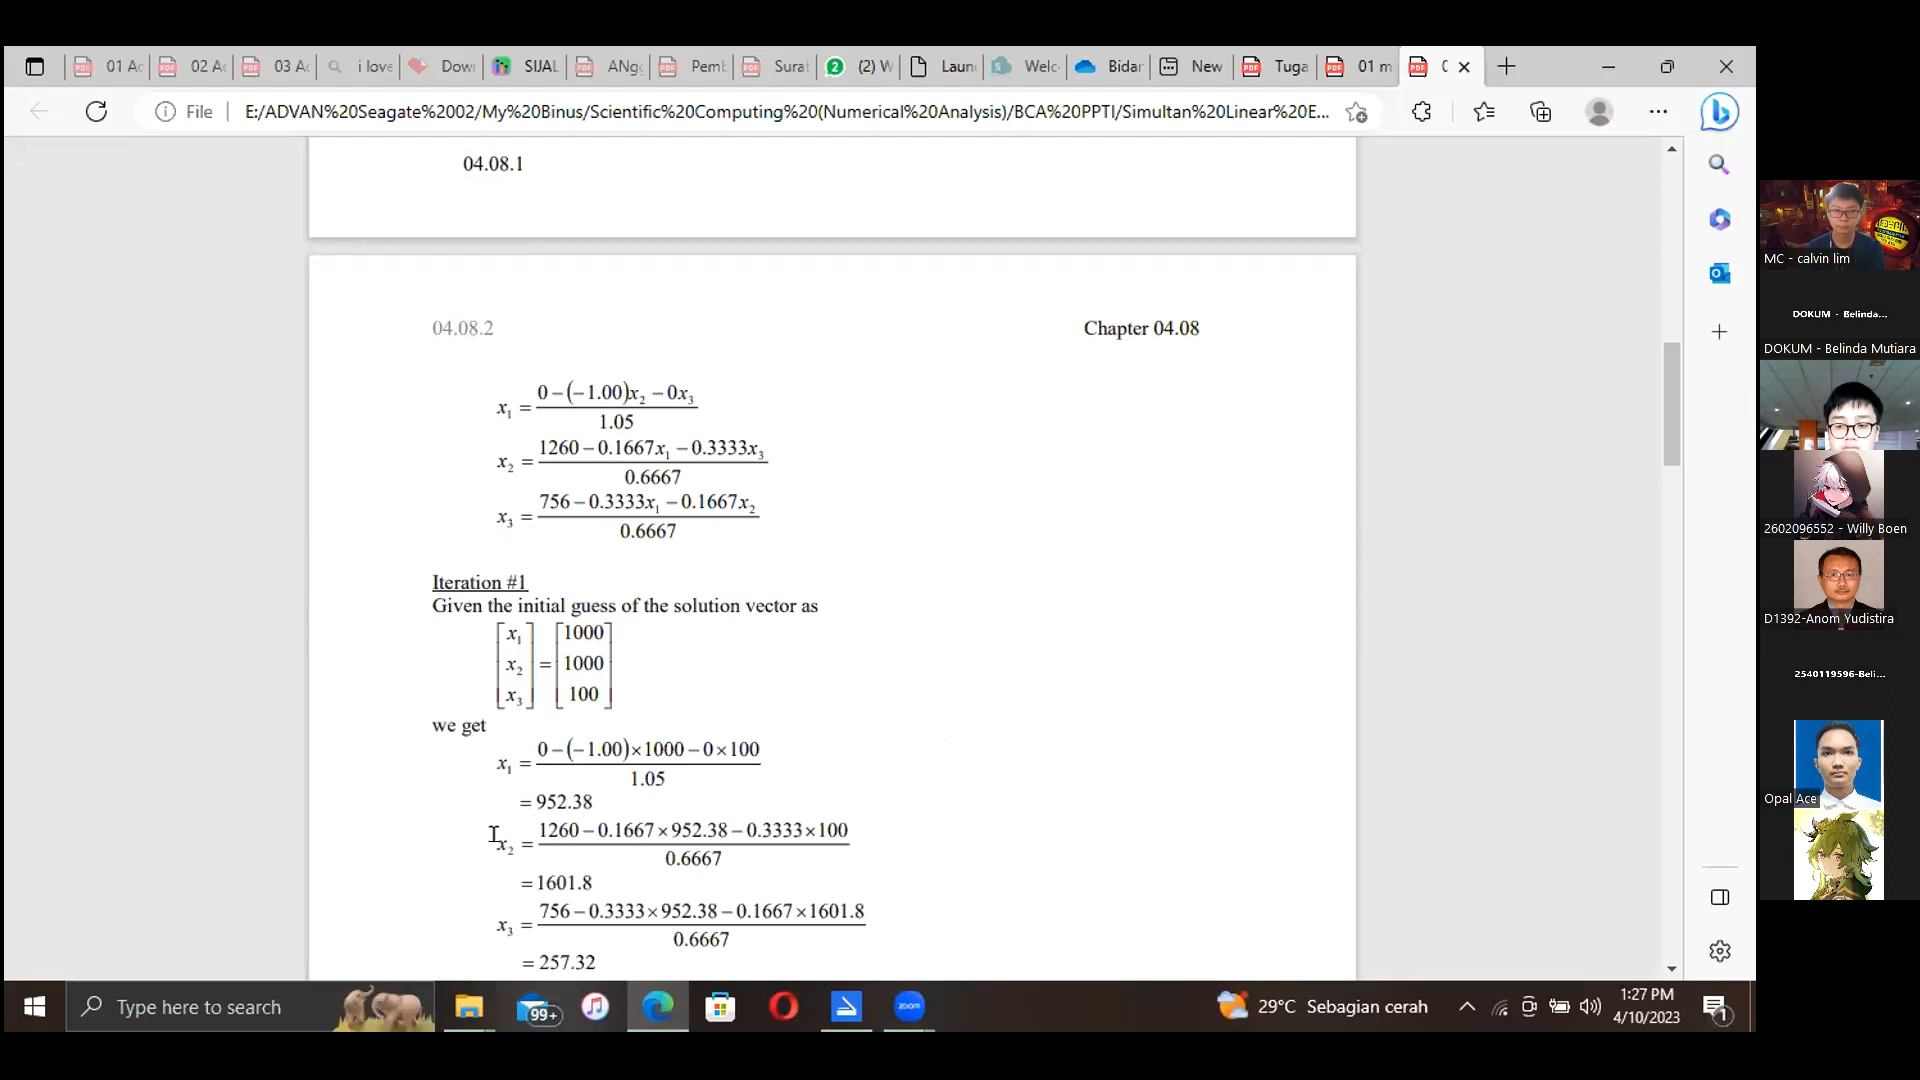 01 Ac
02 Ac
03 Ac
i love
Dow
SIJAL
ANg
Pemb
Surat
2
(2) W
Laun
Welc
Bidar
New
Tuga
01 m
File
E:/ADVAN%20Seagate%2002/My%20Binus/Scientific%20Computing%20(Numerical%20Analysis)/BCA%20PPTI/Simultan%20Linear%20E...
04.08.1
04.08.2 Chapter 04.08
x₁ = (0 − (−1.00)x₂ − 0x₃) / 1.05
x₂ = (1260 − 0.1667x₁ − 0.3333x₃) / 0.6667
x₃ = (756 − 0.3333x₁ − 0.1667x₂) / 0.6667
Iteration #1
Given the initial guess of the solution vector as
[x₁ x₂ x₃] = [1000 1000 100]
we get
x₁ = (0 − (−1.00) × 1000 − 0 × 100) / 1.05
= 952.38
x₂ = (1260 − 0.1667 × 952.38 − 0.3333 × 100) / 0.6667
= 1601.8
x₃ = (756 − 0.3333 × 952.38 − 0.1667 × 1601.8) / 0.6667
= 257.32
MC - calvin lim
DOKUM - Belinda...
DOKUM - Belinda Mutiara
2602096552 - Willy Boen
D1392-Anom Yudistira
2540119596-Beli...
Opal Ace
Type here to search
99+
zoom
29°C Sebagian cerah
1:27 PM
4/10/2023
1